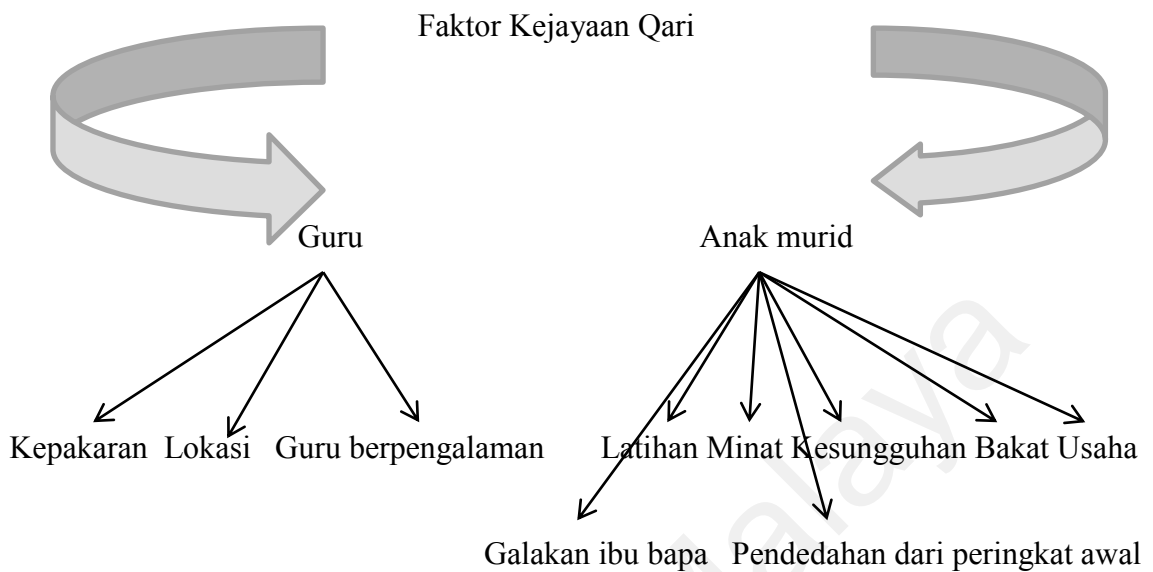 Faktor Kejayaan Qari
Guru
Anak murid
Kepakaran Lokasi Guru berpengalaman
Latihan Minat Kesungguhan Bakat Usaha
Galakan ibu bapa Pendedahan dari peringkat awal